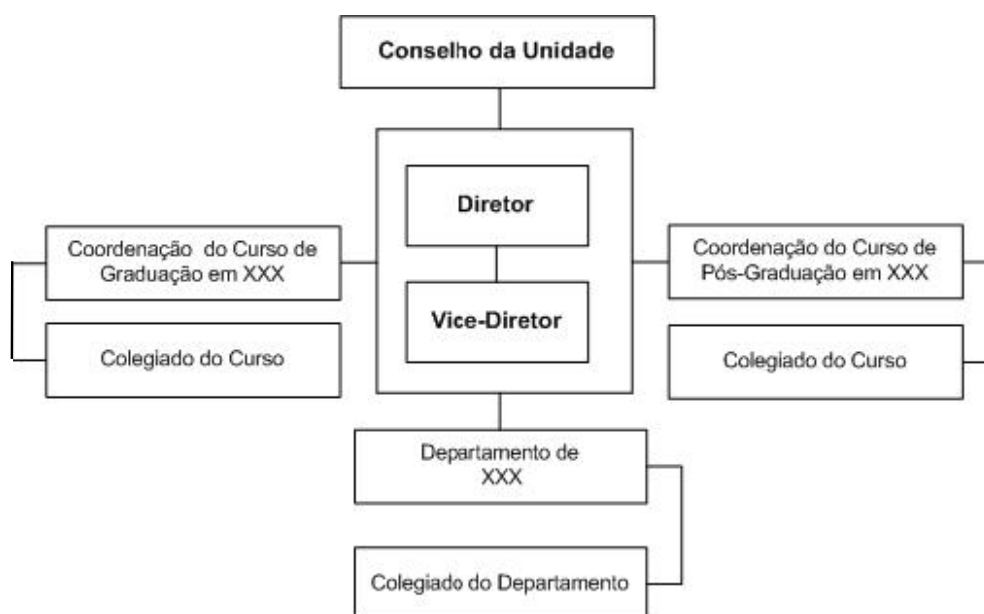 Conselho da Unidade
Diretor
Coordenação do Curso de
Graduação em XXX
Coordenação do Curso de
Pós-Graduação em XXX
Vice-Diretor
Colegiado do Curso
Colegiado do Curso
Departamento de
XXX
Colegiado do Departamento